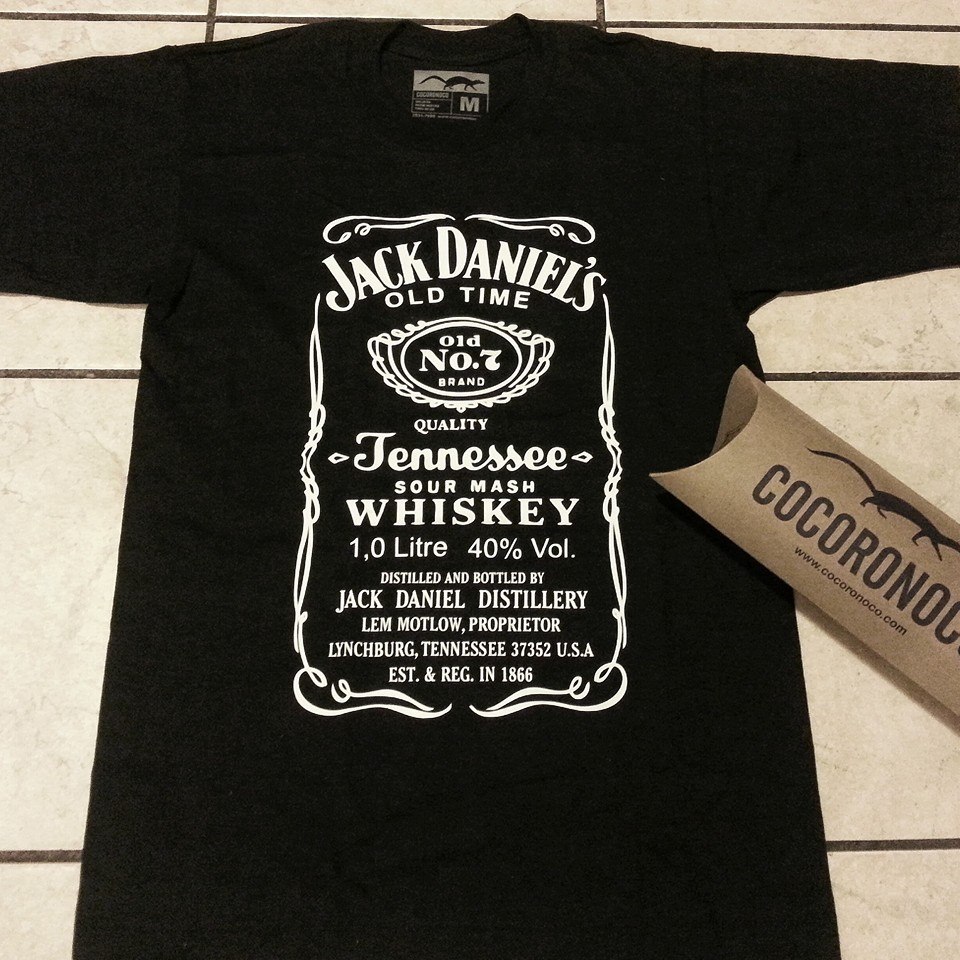 COCORONOCO
M
JACK DANIEL'S
OLD TIME
Old
No.7
BRAND
QUALITY
Tennessee
SOUR MASH
WHISKEY
1,0 Litre 40% Vol.
DISTILLED AND BOTTLED BY
JACK DANIEL DISTILLERY
LEM MOTLOW, PROPRIETOR
LYNCHBURG, TENNESSEE 37352 U.S.A
EST. & REG. IN 1866
COCORONOC
www.cocoronoco.com